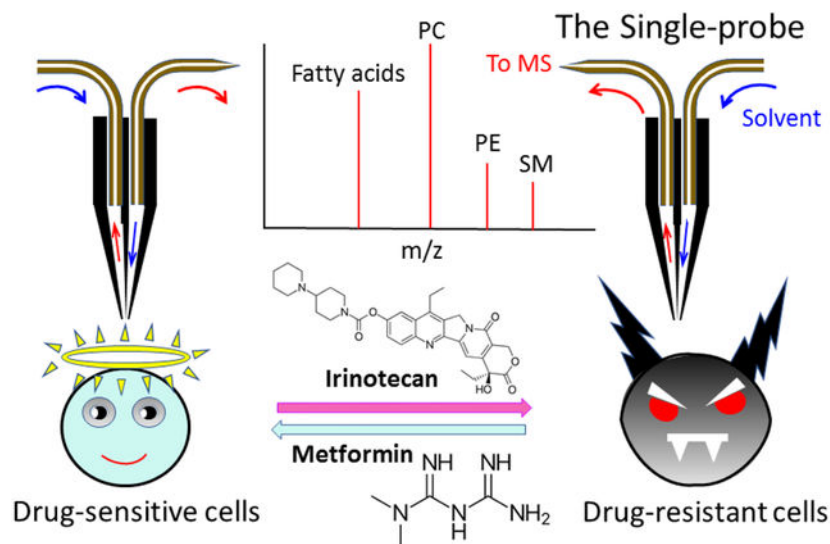 The Single-probe
PC
Fatty acids
To MS
Solvent
PE
SM
m/z
N
N
O
O
N
N
O
O
HO
O
Irinotecan
Metformin
NH
NH
N
N
H
NH2
Drug-sensitive cells
Drug-resistant cells